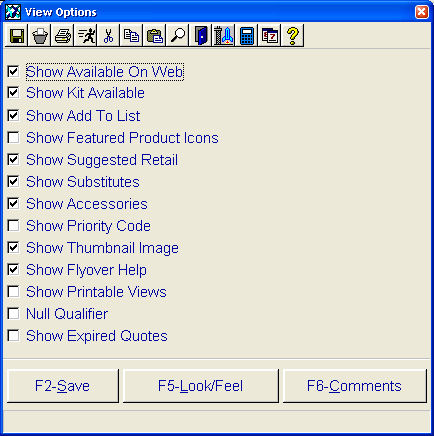 View Options
Show Available On Web
Show Kit Available
Show Add To List
Show Featured Product Icons
Show Suggested Retail
Show Substitutes
Show Accessories
Show Priority Code
Show Thumbnail Image
Show Flyover Help
Show Printable Views
Null Qualifier
Show Expired Quotes
F2-Save F5-Look/Feel F6-Comments